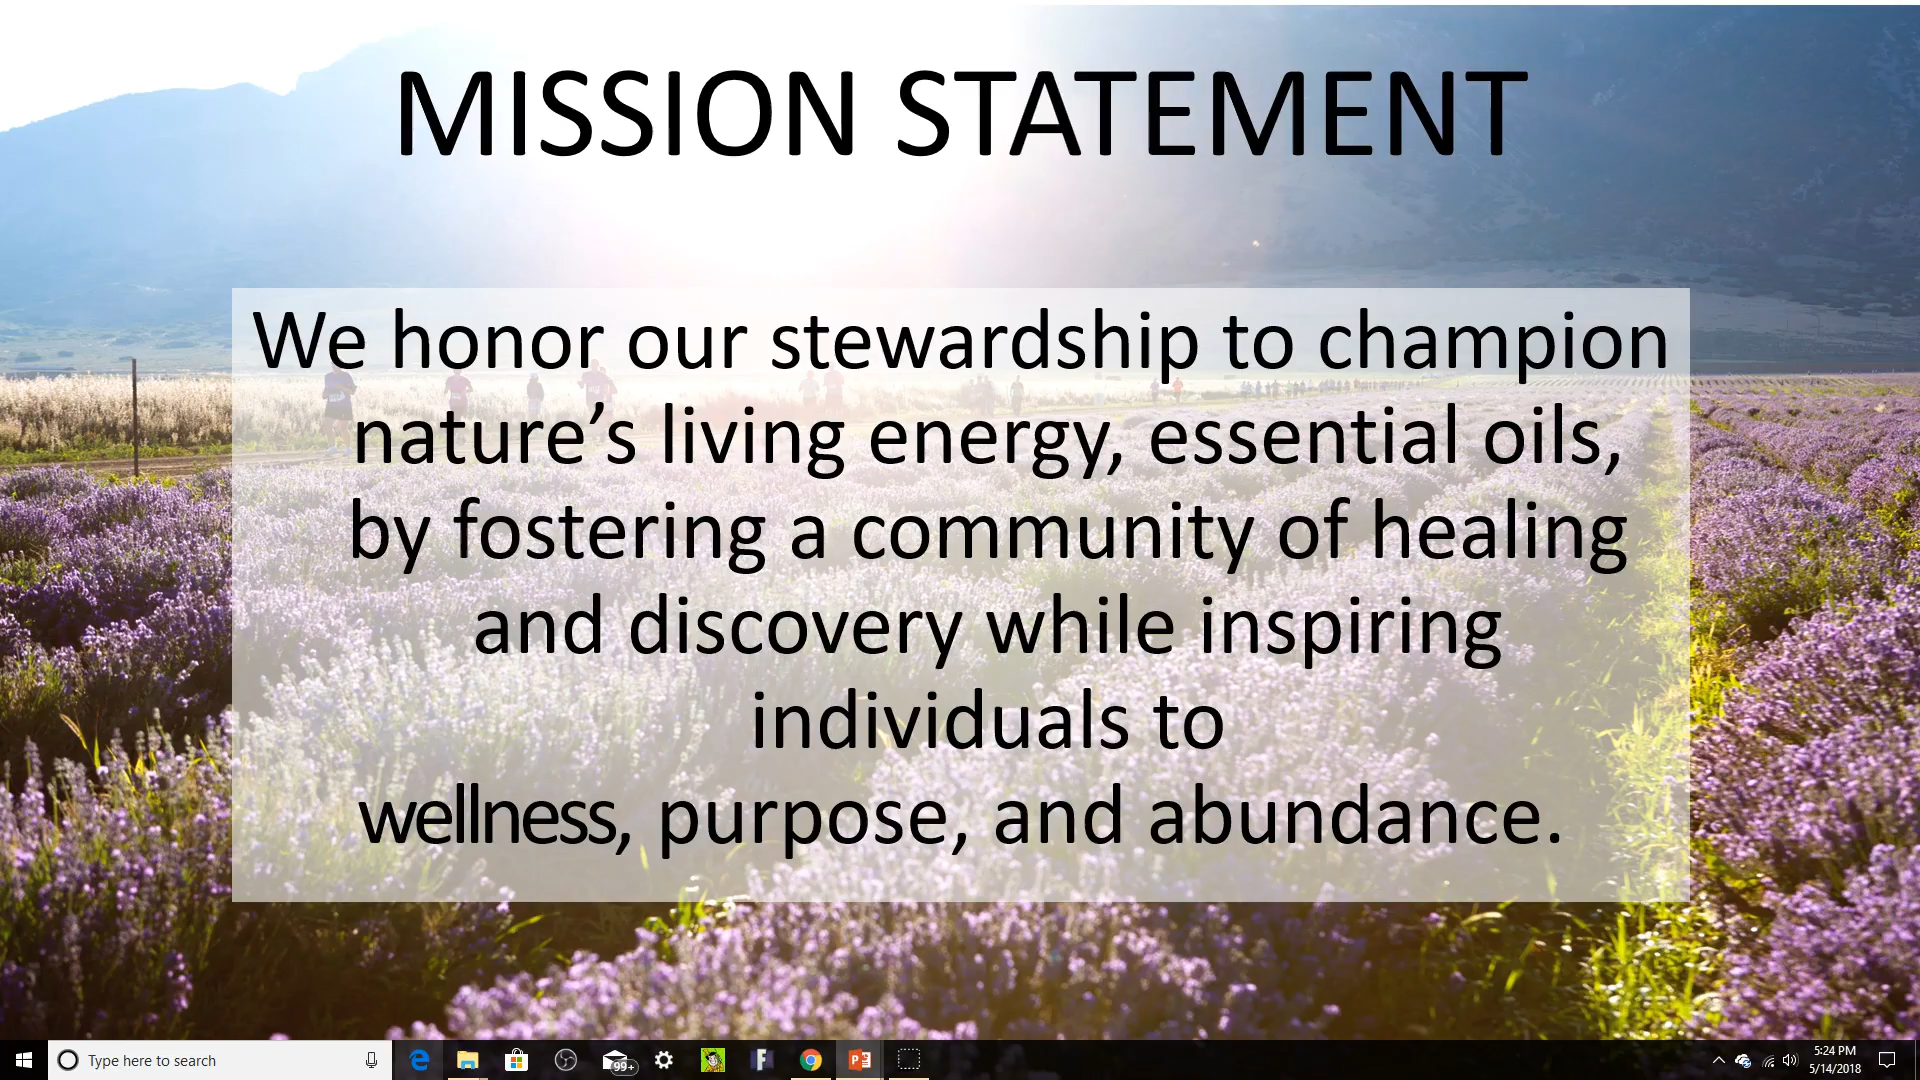 MISSION STATEMENT
We honor our stewardship to champion
nature’s living energy, essential oils,
by fostering a community of healing
and discovery while inspiring
individuals to
wellness, purpose, and abundance.
Type here to search
99+
5:24 PM
5/14/2018